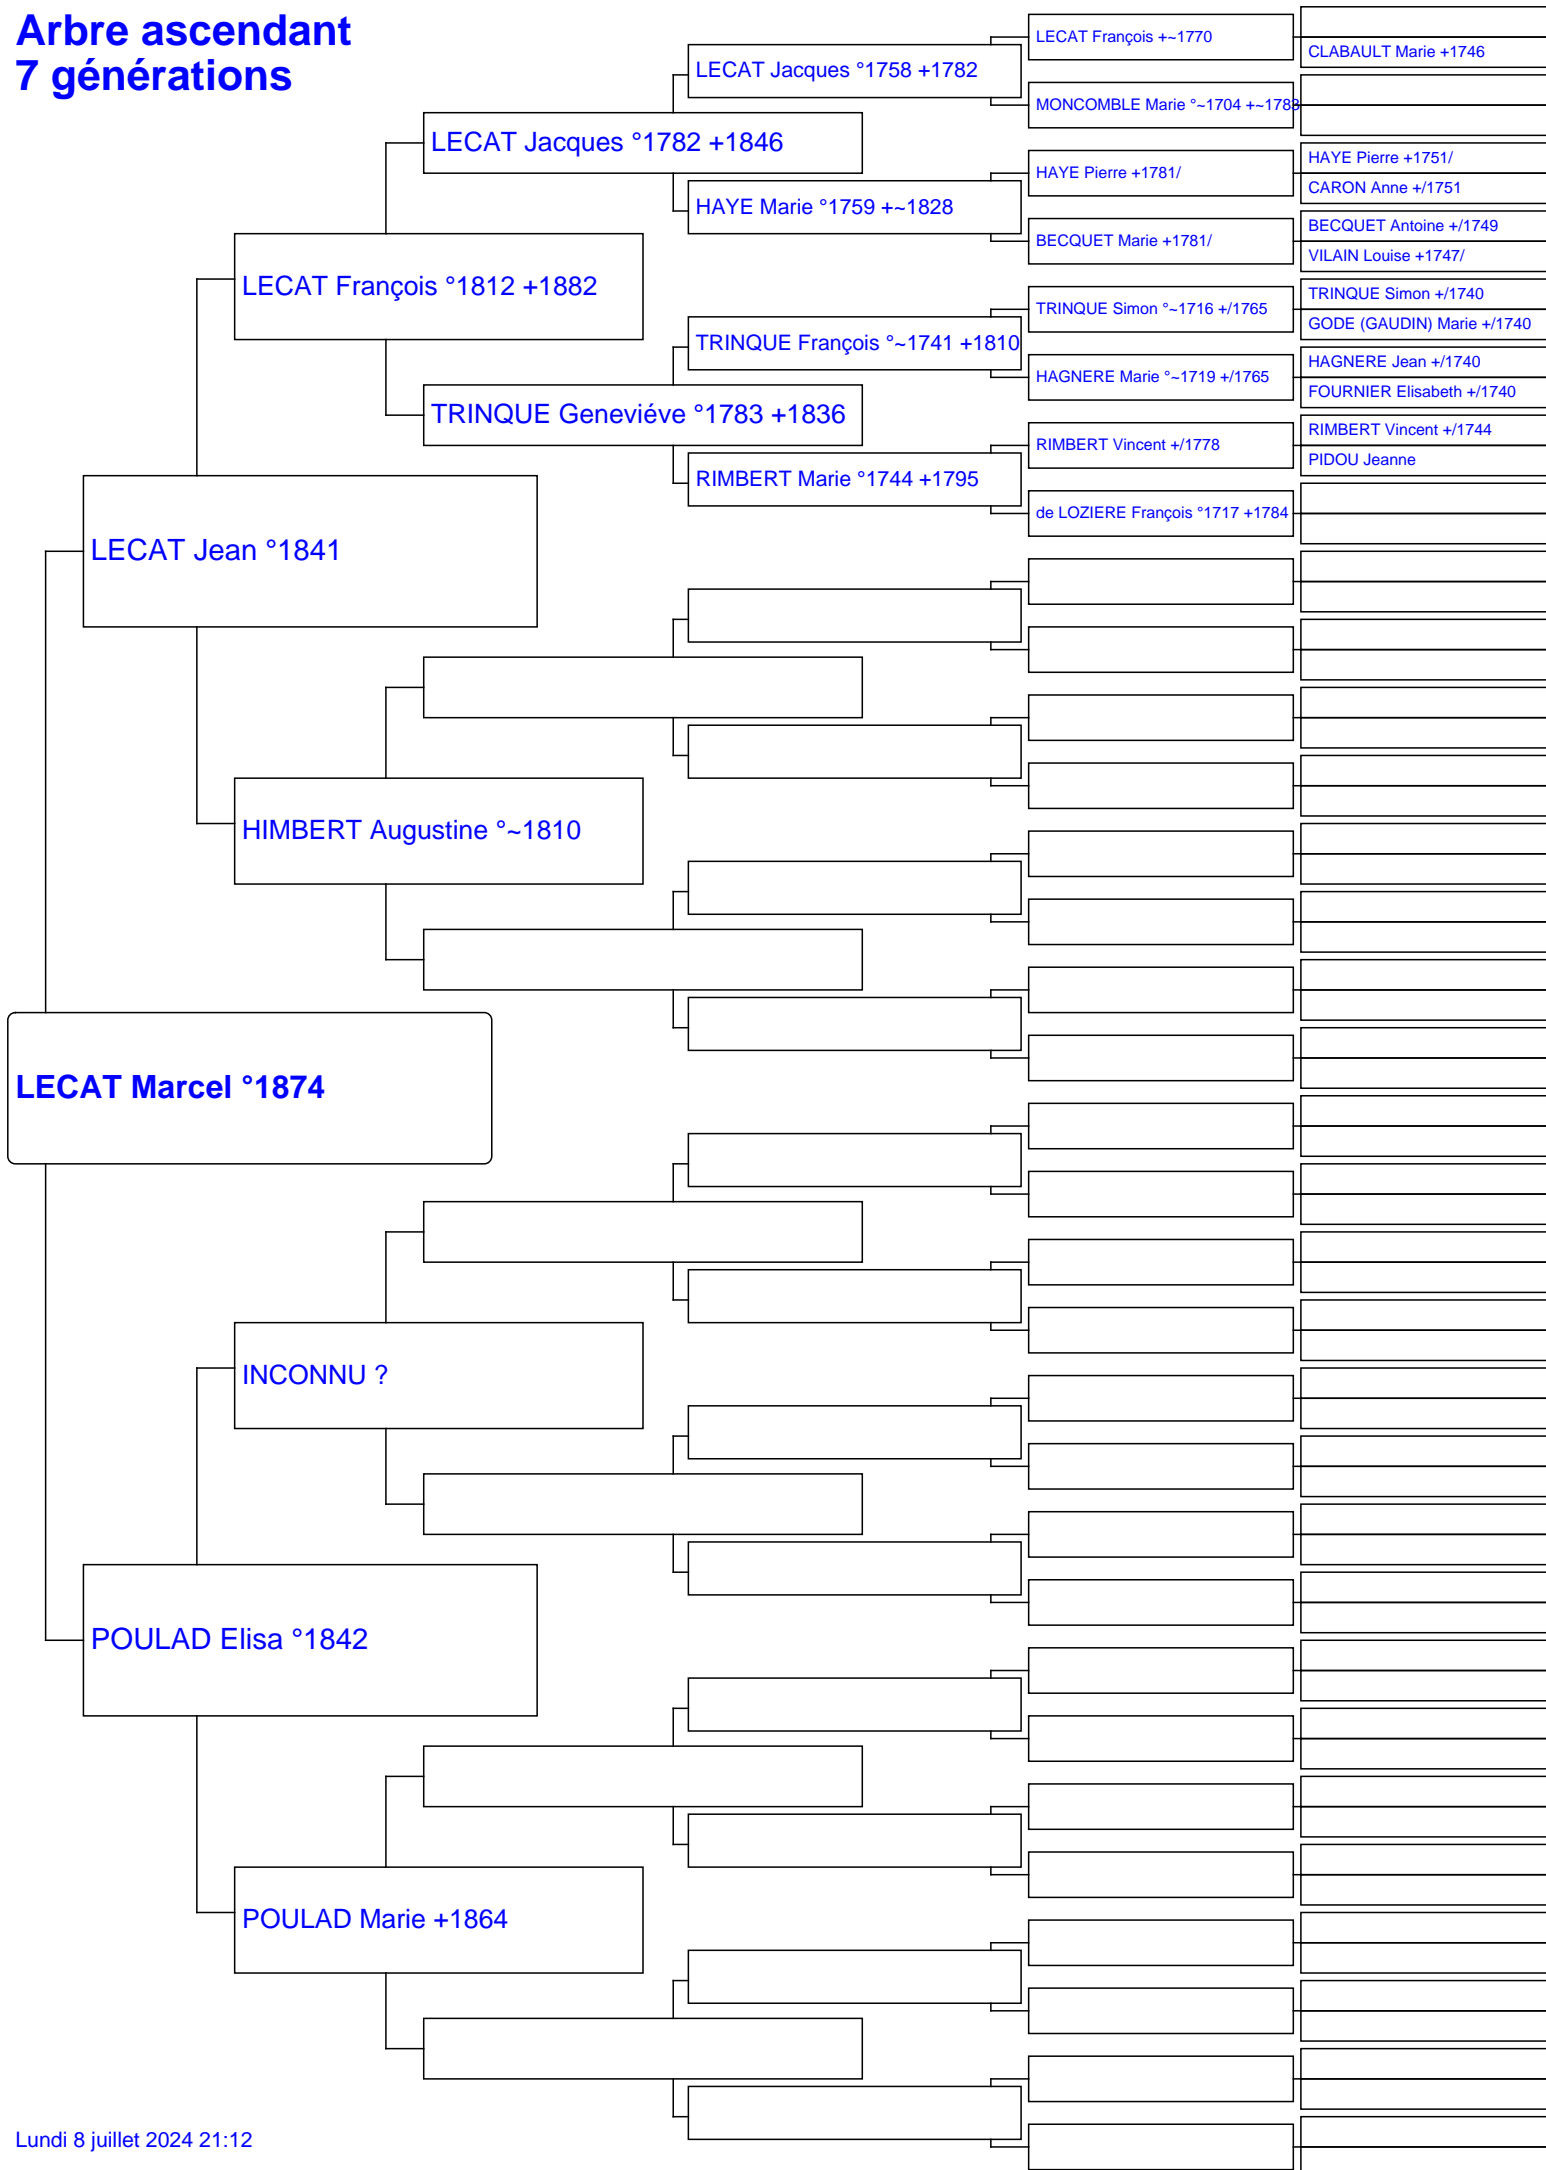 Arbre ascendant
7 générations
LECAT François +~1770
CLABAULT Marie +1746
LECAT Jacques °1758 +1782
MONCOMBLE Marie °~1704 +~1783
LECAT Jacques °1782 +1846
HAYE Pierre +1751/
HAYE Pierre +1781/
CARON Anne +/1751
HAYE Marie °1759 +~1828
BECQUET Antoine +/1749
BECQUET Marie +1781/
VILAIN Louise +1747/
LECAT François °1812 +1882
TRINQUE Simon +/1740
TRINQUE Simon °~1716 +/1765
GODE (GAUDIN) Marie +/1740
TRINQUE François °~1741 +1810
HAGNERE Jean +/1740
HAGNERE Marie °~1719 +/1765
FOURNIER Elisabeth +/1740
TRINQUE Geneviéve °1783 +1836
RIMBERT Vincent +/1744
RIMBERT Vincent +/1778
PIDOU Jeanne
RIMBERT Marie °1744 +1795
de LOZIERE François °1717 +1784
LECAT Jean °1841
HIMBERT Augustine °~1810
LECAT Marcel °1874
INCONNU ?
POULAD Elisa °1842
POULAD Marie +1864
Lundi 8 juillet 2024 21:12